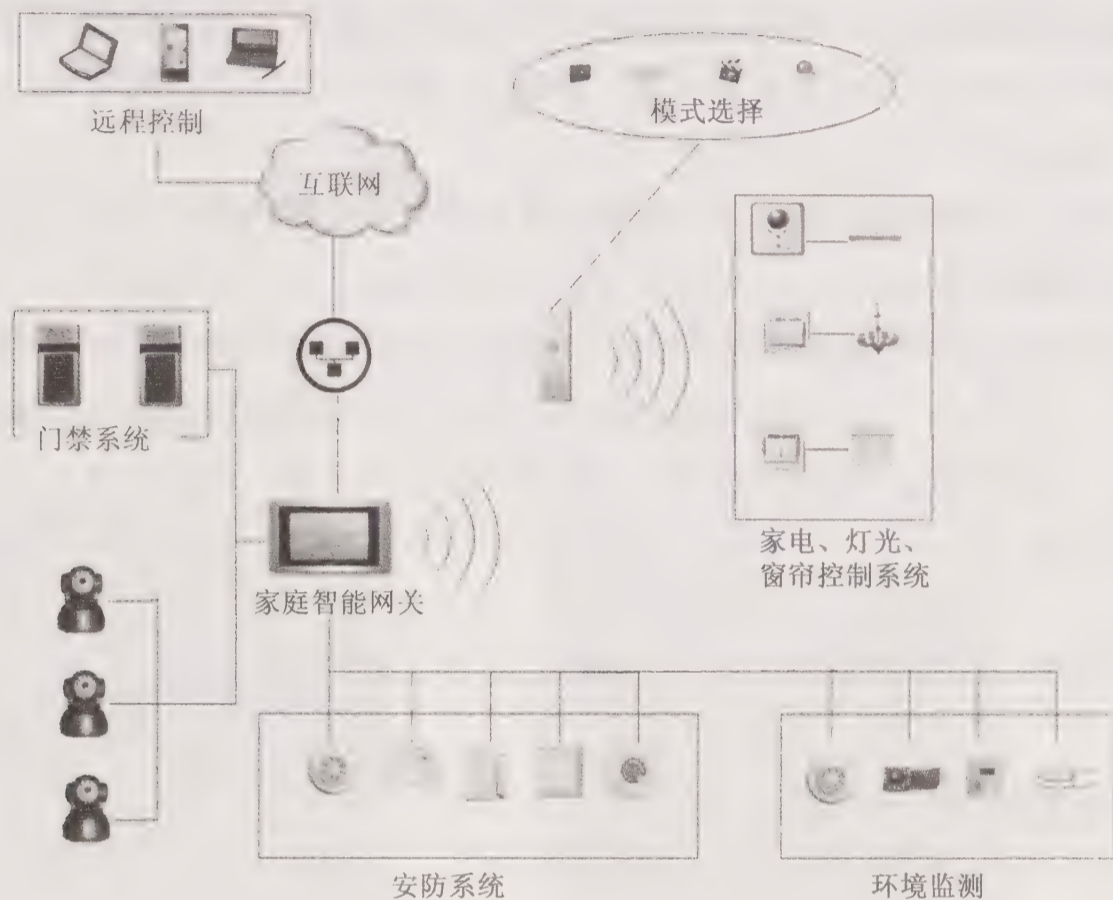 远程控制
模式选择
互联网
门禁系统
家电、灯光、
窗帘控制系统
家庭智能网关
安防系统
环境监测